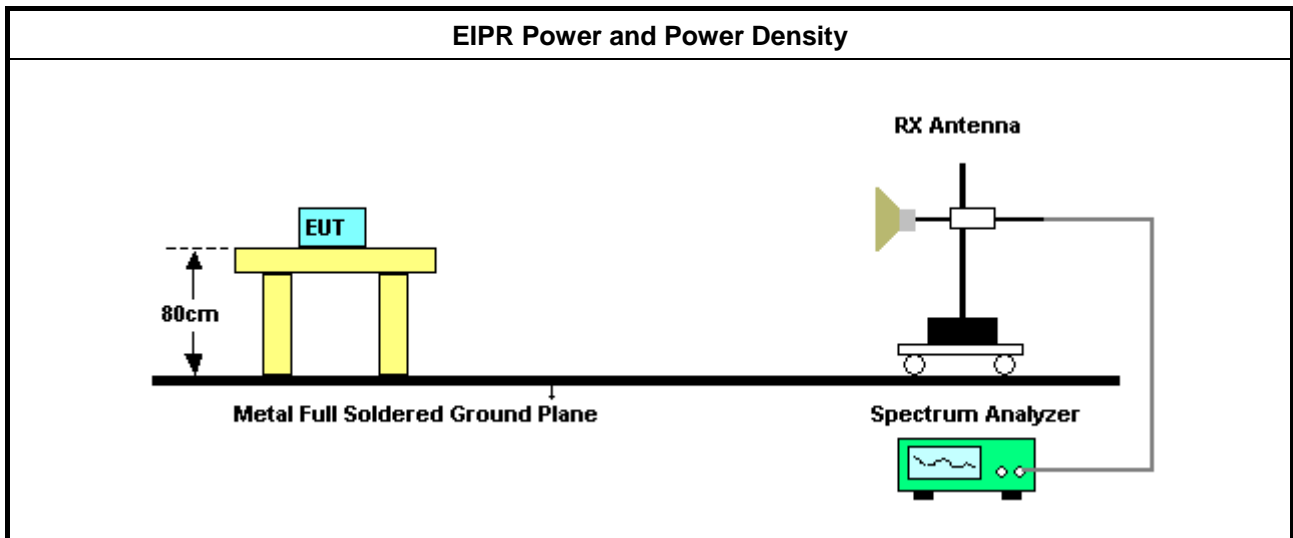 EIPR Power and Power Density
RX Antenna
EUT
80cm
Metal Full Soldered Ground Plane
Spectrum Analyzer